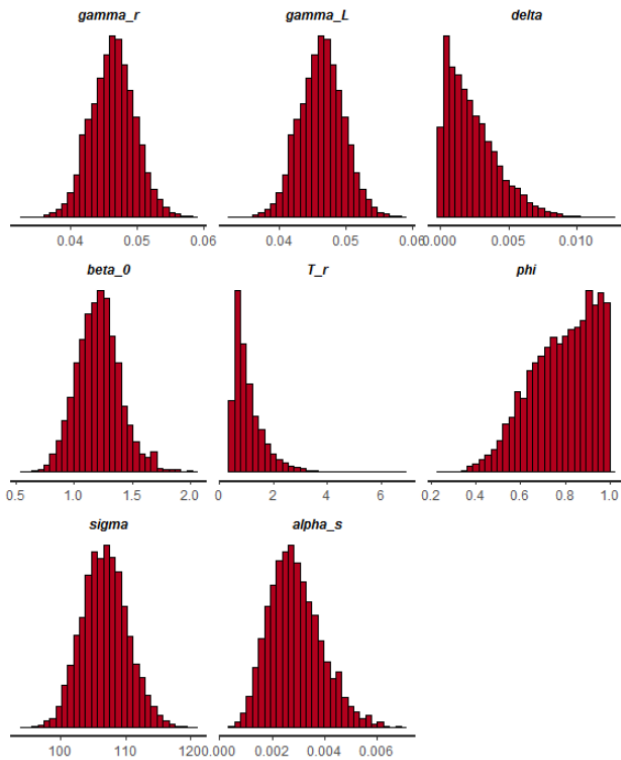 gamma_r gamma_L delta
0.04 0.05 0.06 0.04 0.05 0.06 0.000 0.005 0.010
beta_0 T_r phi
0.5 1.0 1.5 2.0 0 2 4 6 0.2 0.4 0.6 0.8 1.0
sigma alpha_s
100 110 120 0.000 0.002 0.004 0.006